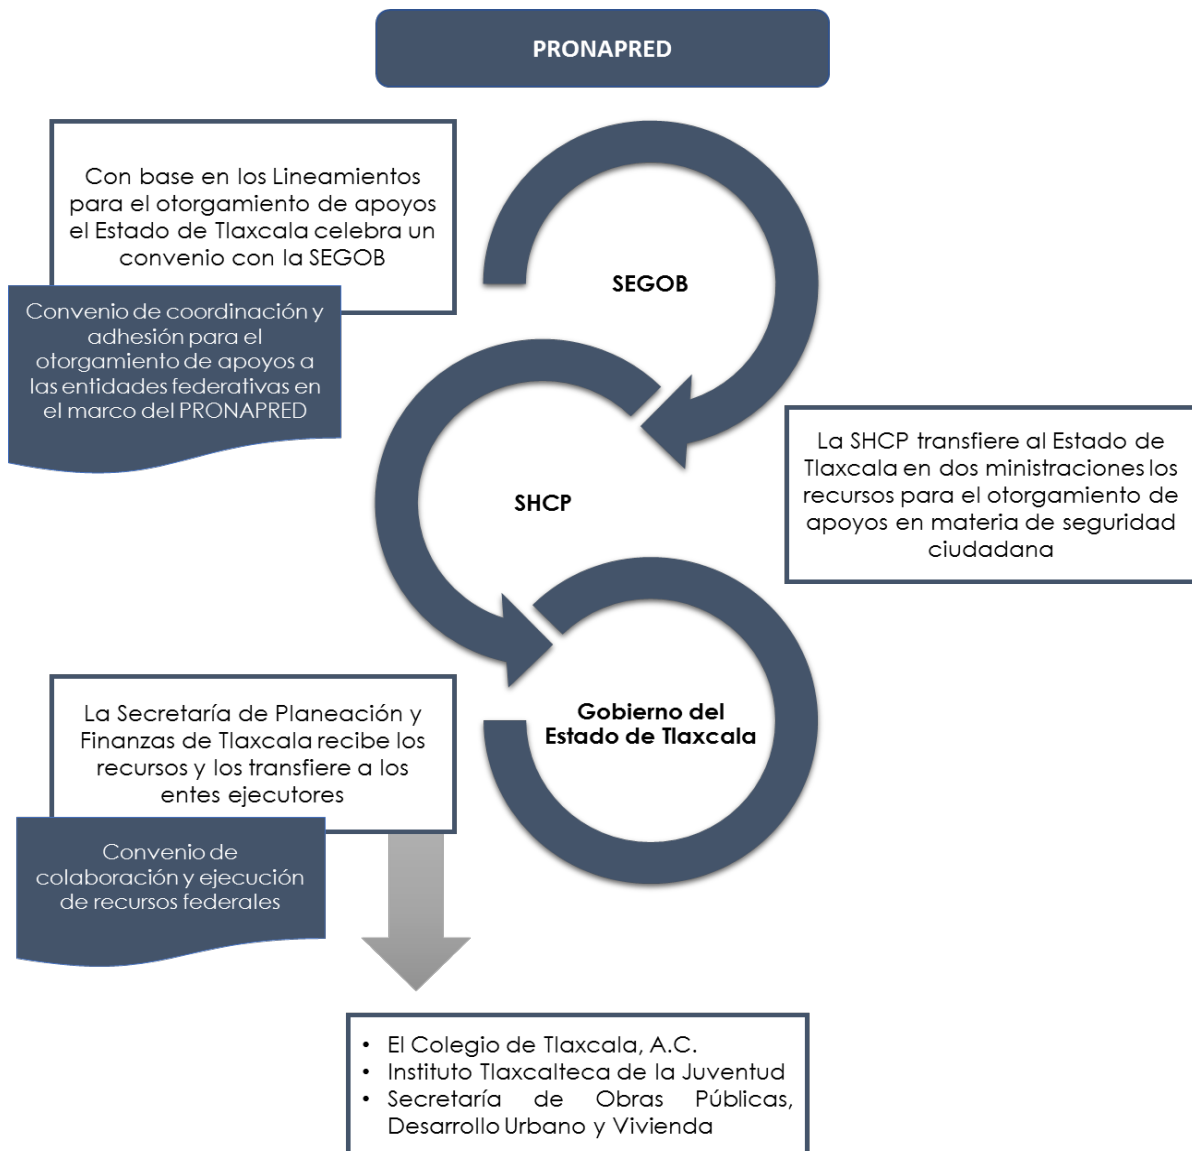 PRONAPRED
Con base en los Lineamientos
para el otorgamiento de apoyos
el Estado de Tlaxcala celebra un
convenio con la SEGOB
Convenio de coordinación y
adhesión para el
otorgamiento de apoyos a
las entidades federativas en
el marco del PRONAPRED
SEGOB
La SHCP transfiere al Estado de
Tlaxcala en dos ministraciones los
recursos para el otorgamiento de
apoyos en materia de seguridad
ciudadana
SHCP
La Secretaría de Planeación y
Finanzas de Tlaxcala recibe los
recursos y los transfiere a los
entes ejecutores
Gobierno del
Estado de Tlaxcala
Convenio de
colaboración y ejecución
de recursos federales
• El Colegio de Tlaxcala, A.C.
• Instituto Tlaxcalteca de la Juventud
• Secretaría de Obras Públicas,
Desarrollo Urbano y Vivienda